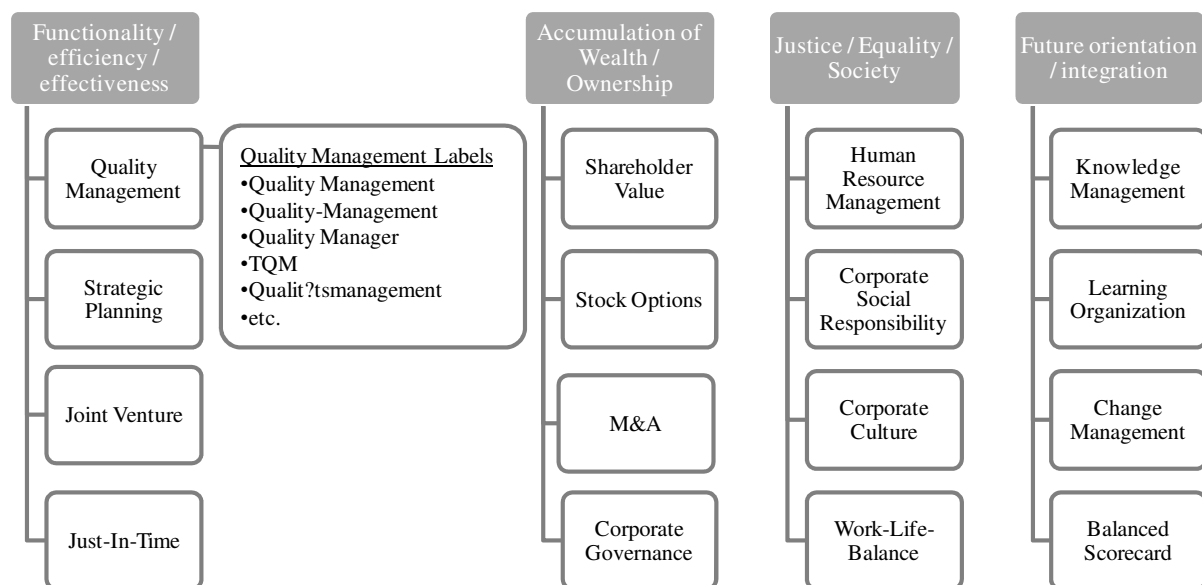 Functionality /
efficiency /
effectiveness
Quality
Management
Quality Management Labels
•Quality Management
•Quality-Management
•Quality Manager
•TQM
•Qualit?tsmanagement
•etc.
Strategic
Planning
Joint Venture
Just-In-Time
Accumulation of
Wealth /
Ownership
Shareholder
Value
Stock Options
M&A
Corporate
Governance
Justice / Equality /
Society
Human
Resource
Management
Corporate
Social
Responsibility
Corporate
Culture
Work-Life-
Balance
Future orientation
/ integration
Knowledge
Management
Learning
Organization
Change
Management
Balanced
Scorecard